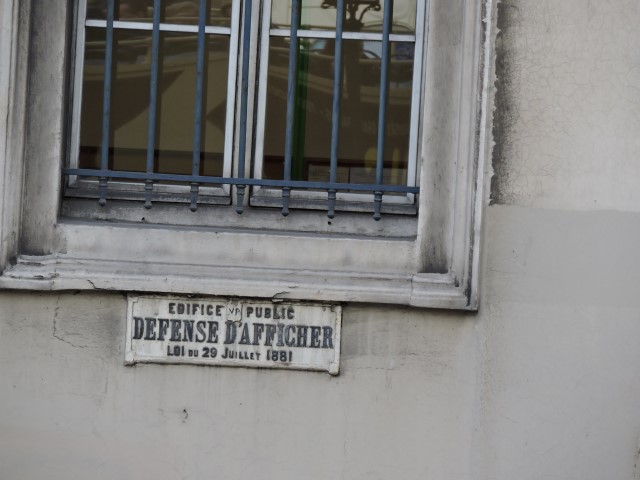 EDIFICE PUBLIC
DEFENSE D'AFFICHER
LOI DU 29 JUILLET 1881